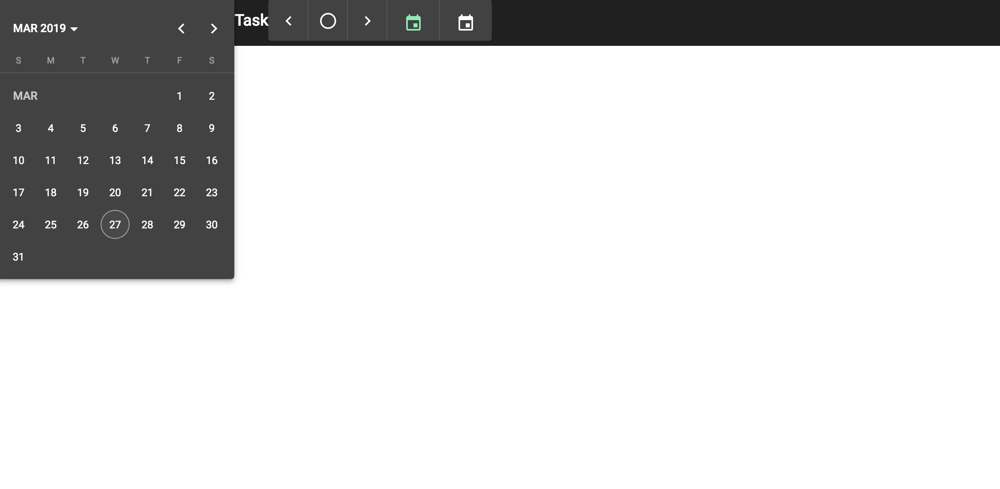 Task
MAR 2019
S M T W T F S
MAR 1 2
3 4 5 6 7 8 9
10 11 12 13 14 15 16
17 18 19 20 21 22 23
24 25 26 27 28 29 30
31